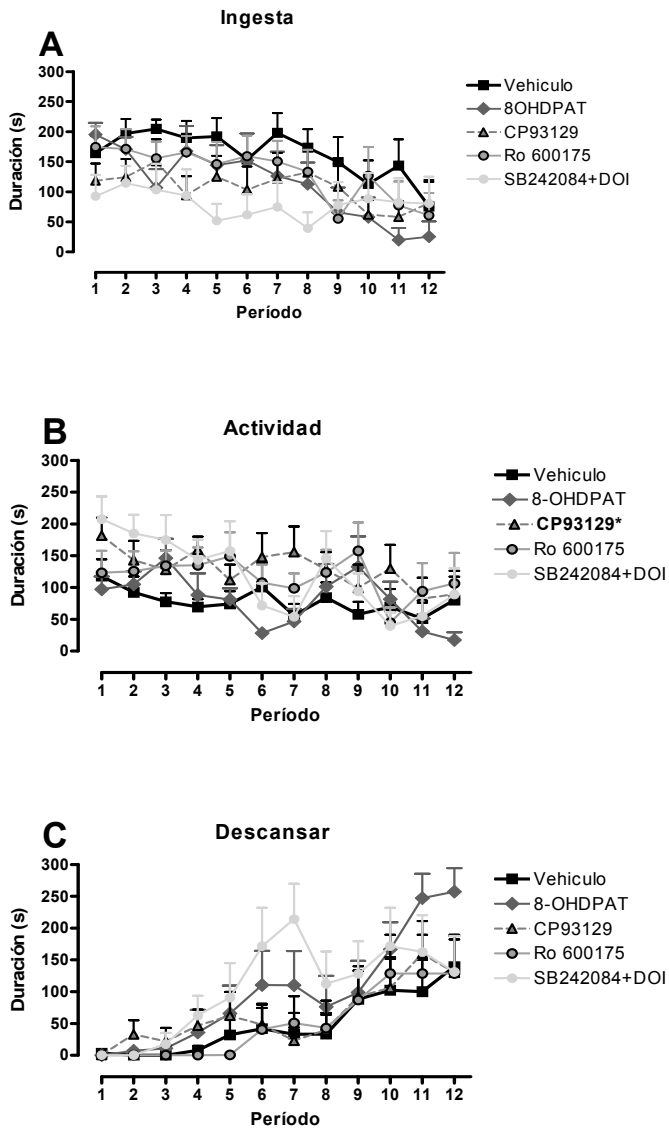 Ingesta
A
300
250
200
150
100
50
0
Duración (s)
1 2 3 4 5 6 7 8 9 10 11 12
Período
Vehiculo
8OHDPAT
CP93129
Ro 600175
SB242084+DOI
B
Actividad
300
250
200
150
100
50
0
Duración (s)
1 2 3 4 5 6 7 8 9 10 11 12
Período
Vehiculo
8-OHDPAT
CP93129*
Ro 600175
SB242084+DOI
C
Descansar
300
250
200
150
100
50
0
Duración (s)
1 2 3 4 5 6 7 8 9 10 11 12
Período
Vehiculo
8-OHDPAT
CP93129
Ro 600175
SB242084+DOI